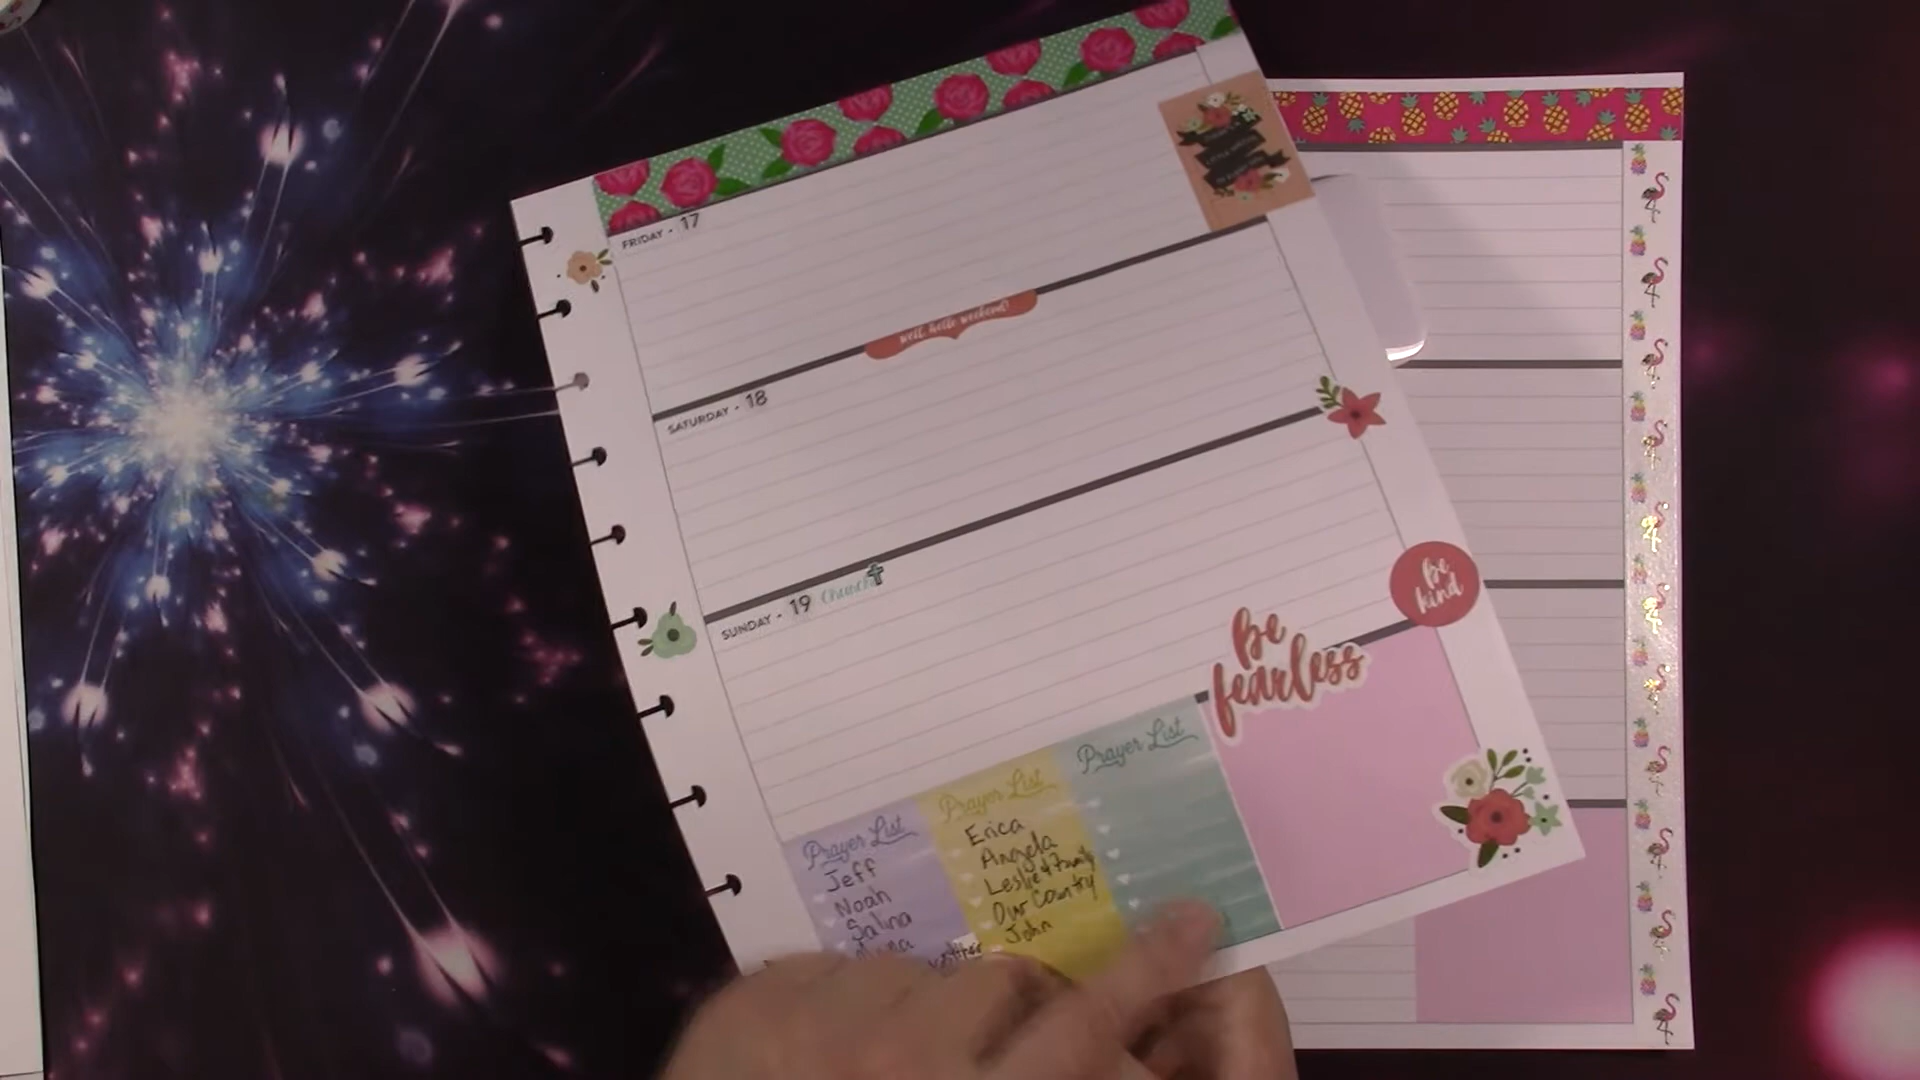 FRIDAY - 17
well, hello weekend!
SATURDAY - 18
SUNDAY - 19 Church
be
kind
be
fearless
Prayer List
Jeff
Noah
Salina
Prayer List
Erica
Angela
Leslie & Family
Our Country
John
Prayer List